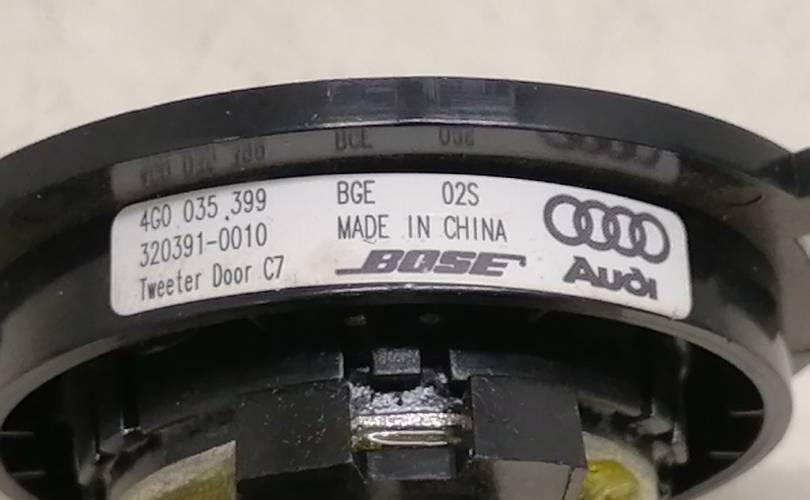 4G0 035 399
320391-0010
Tweeter Door C7
BGE 02S
MADE IN CHINA
BOSE
Audi